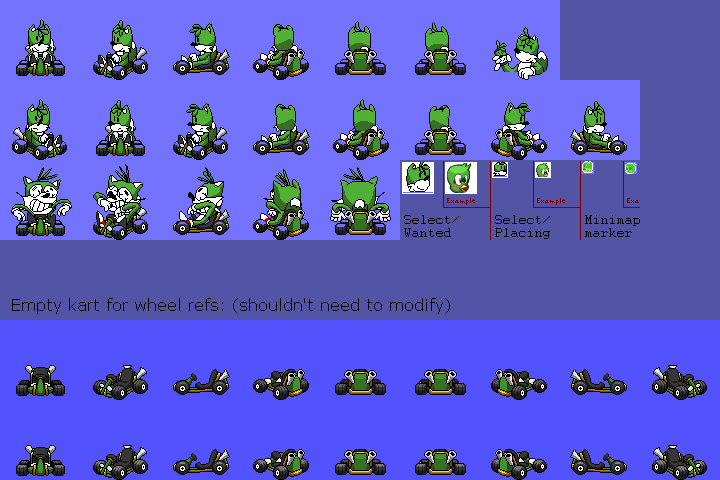 Example
Example
Exa
Select/
Wanted
Select/
Placing
Minimap
marker
Empty kart for wheel refs: (shouldn't need to modify)